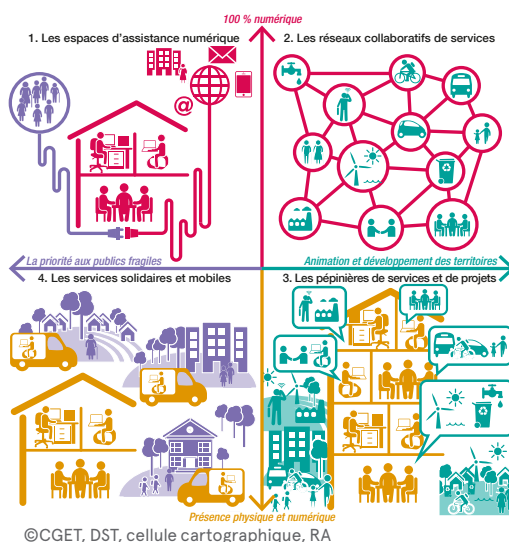 100 % numérique
1. Les espaces d'assistance numérique
2. Les réseaux collaboratifs de services
@
La priorité aux publics fragiles
Animation et développement des territoires
4. Les services solidaires et mobiles
3. Les pépinières de services et de projets
Présence physique et numérique
©CGET, DST, cellule cartographique, RA